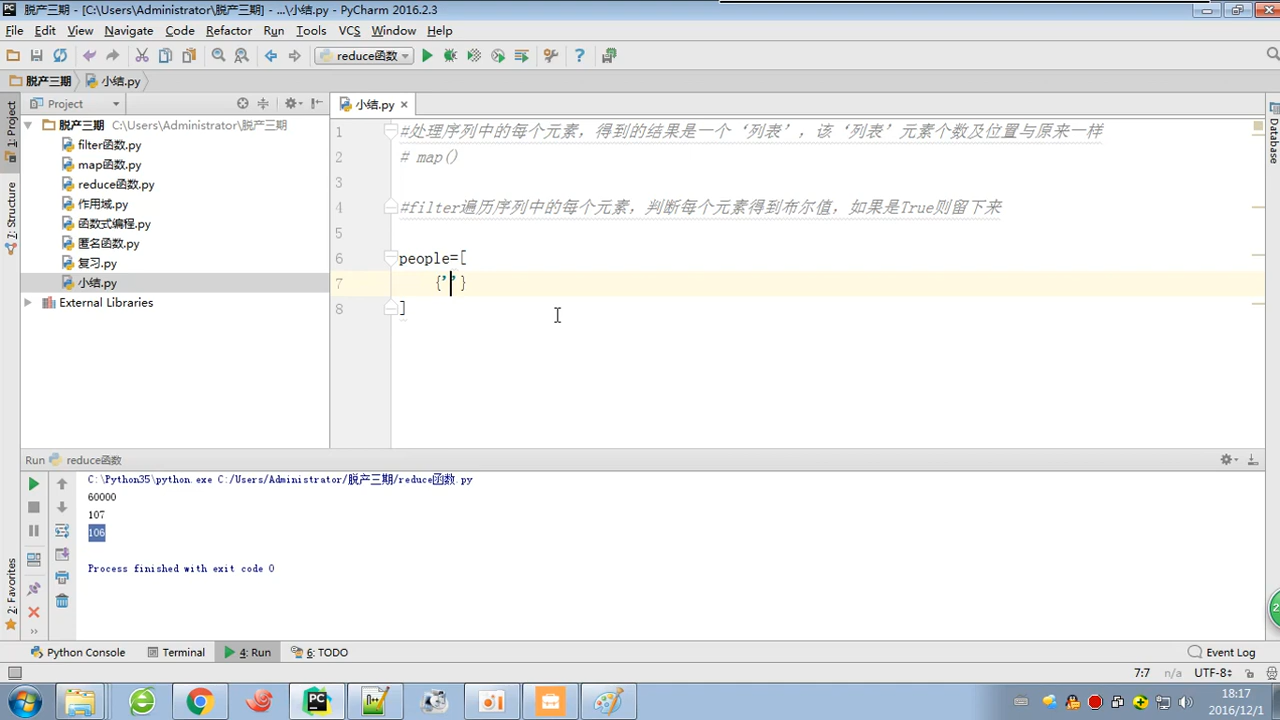 脱产三期 - [C:\Users\Administrator\脱产三期] - ...\小结.py - PyCharm 2016.2.3
File Edit View Navigate Code Refactor Run Tools VCS Window Help
reduce函数
脱产三期 小结.py
Project
小结.py
脱产三期 C:\Users\Administrator\脱产三期
filter函数.py
map函数.py
reduce函数.py
作用域.py
函数式编程.py
匿名函数.py
复习.py
小结.py
External Libraries
1: Project
7: Structure
2: Favorites
Database
1 #处理序列中的每个元素，得到的结果是一个‘列表’，该‘列表’元素个数及位置与原来一样
2 # map()
3
4 #filter遍历序列中的每个元素，判断每个元素得到布尔值，如果是True则留下来
5
6 people=[
7 {''}
8 ]
Run reduce函数
C:\Python35\python.exe C:/Users/Administrator/脱产三期/reduce函数.py
60000
107
106
Process finished with exit code 0
Python Console Terminal 4: Run 6: TODO Event Log
7:7 n/a UTF-8
18:17
2016/12/1